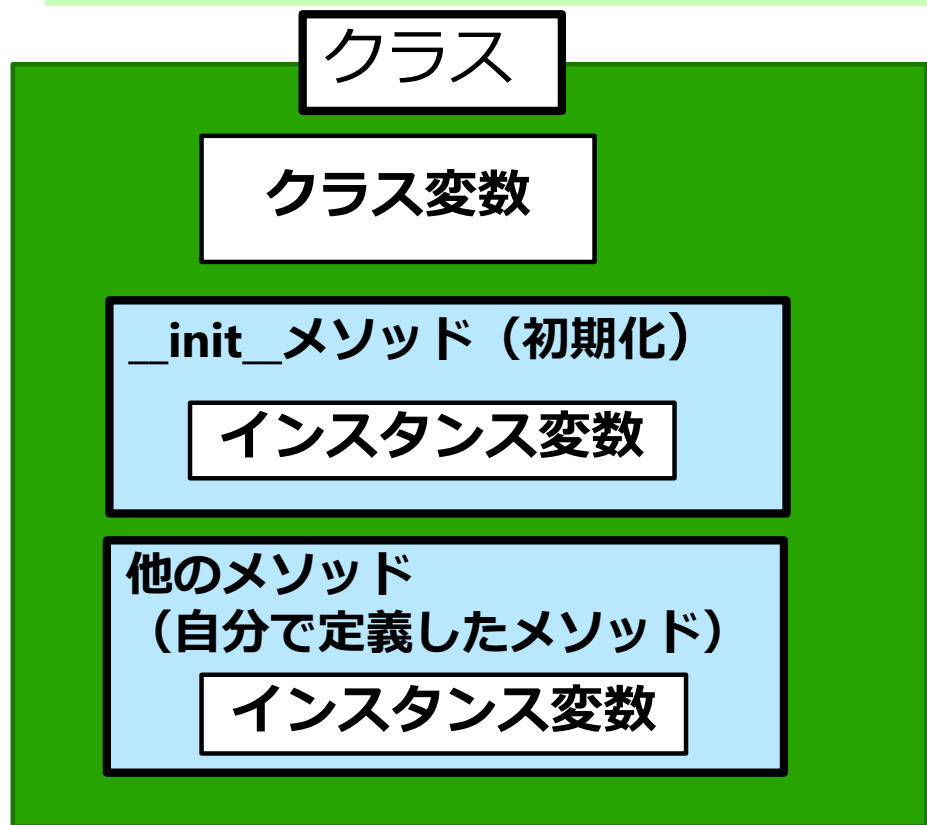 クラス
クラス変数
__init__メソッド（初期化）
インスタンス変数
他のメソッド
（自分で定義したメソッド）
インスタンス変数